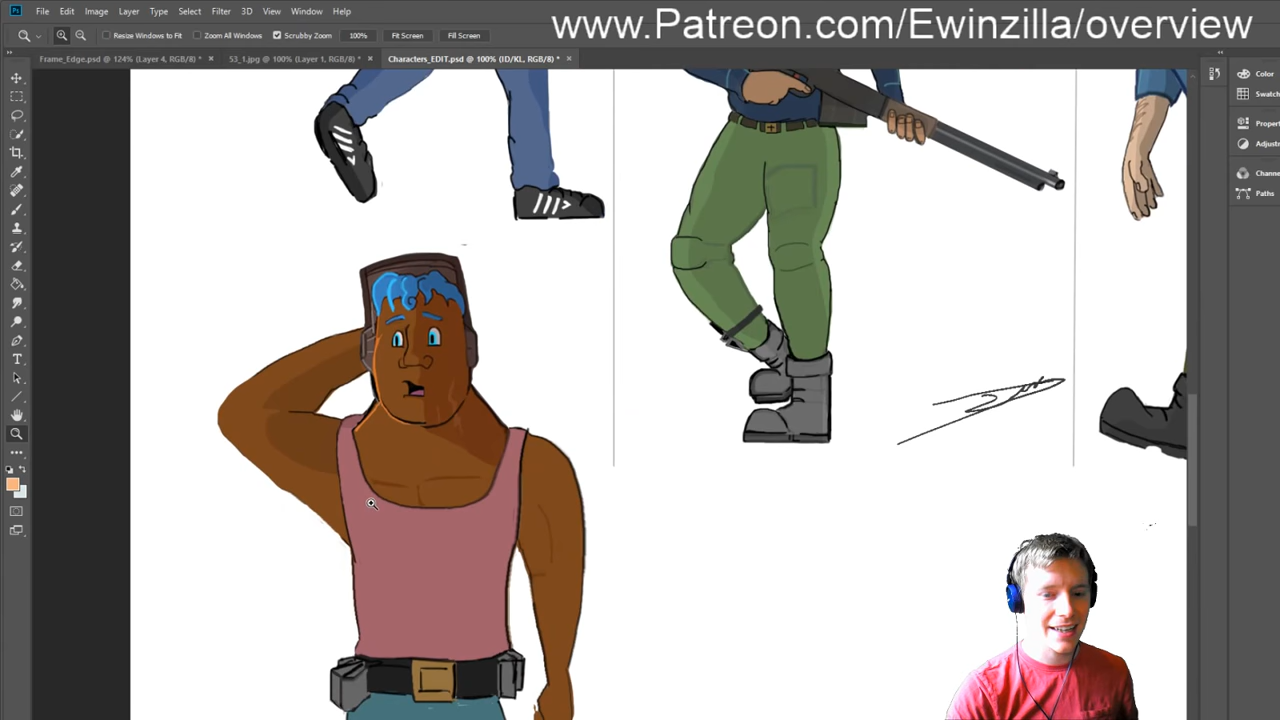 www.Patreon.com/Ewinzilla/overview
Ps File Edit Image Layer Type Select Filter 3D View Window Help
Resize Windows to Fit Zoom All Windows Scrubby Zoom 100% Fit Screen Fill Screen
Frame_Edge.psd @ 124% (Layer 4, RGB/8) * × 53_1.jpg @ 100% (Layer 1, RGB/8) * × Characters_EDIT.psd @ 100% (ID/KL, RGB/8) * ×
Color
Swatch
Proper
Adjustm
Channe
Paths